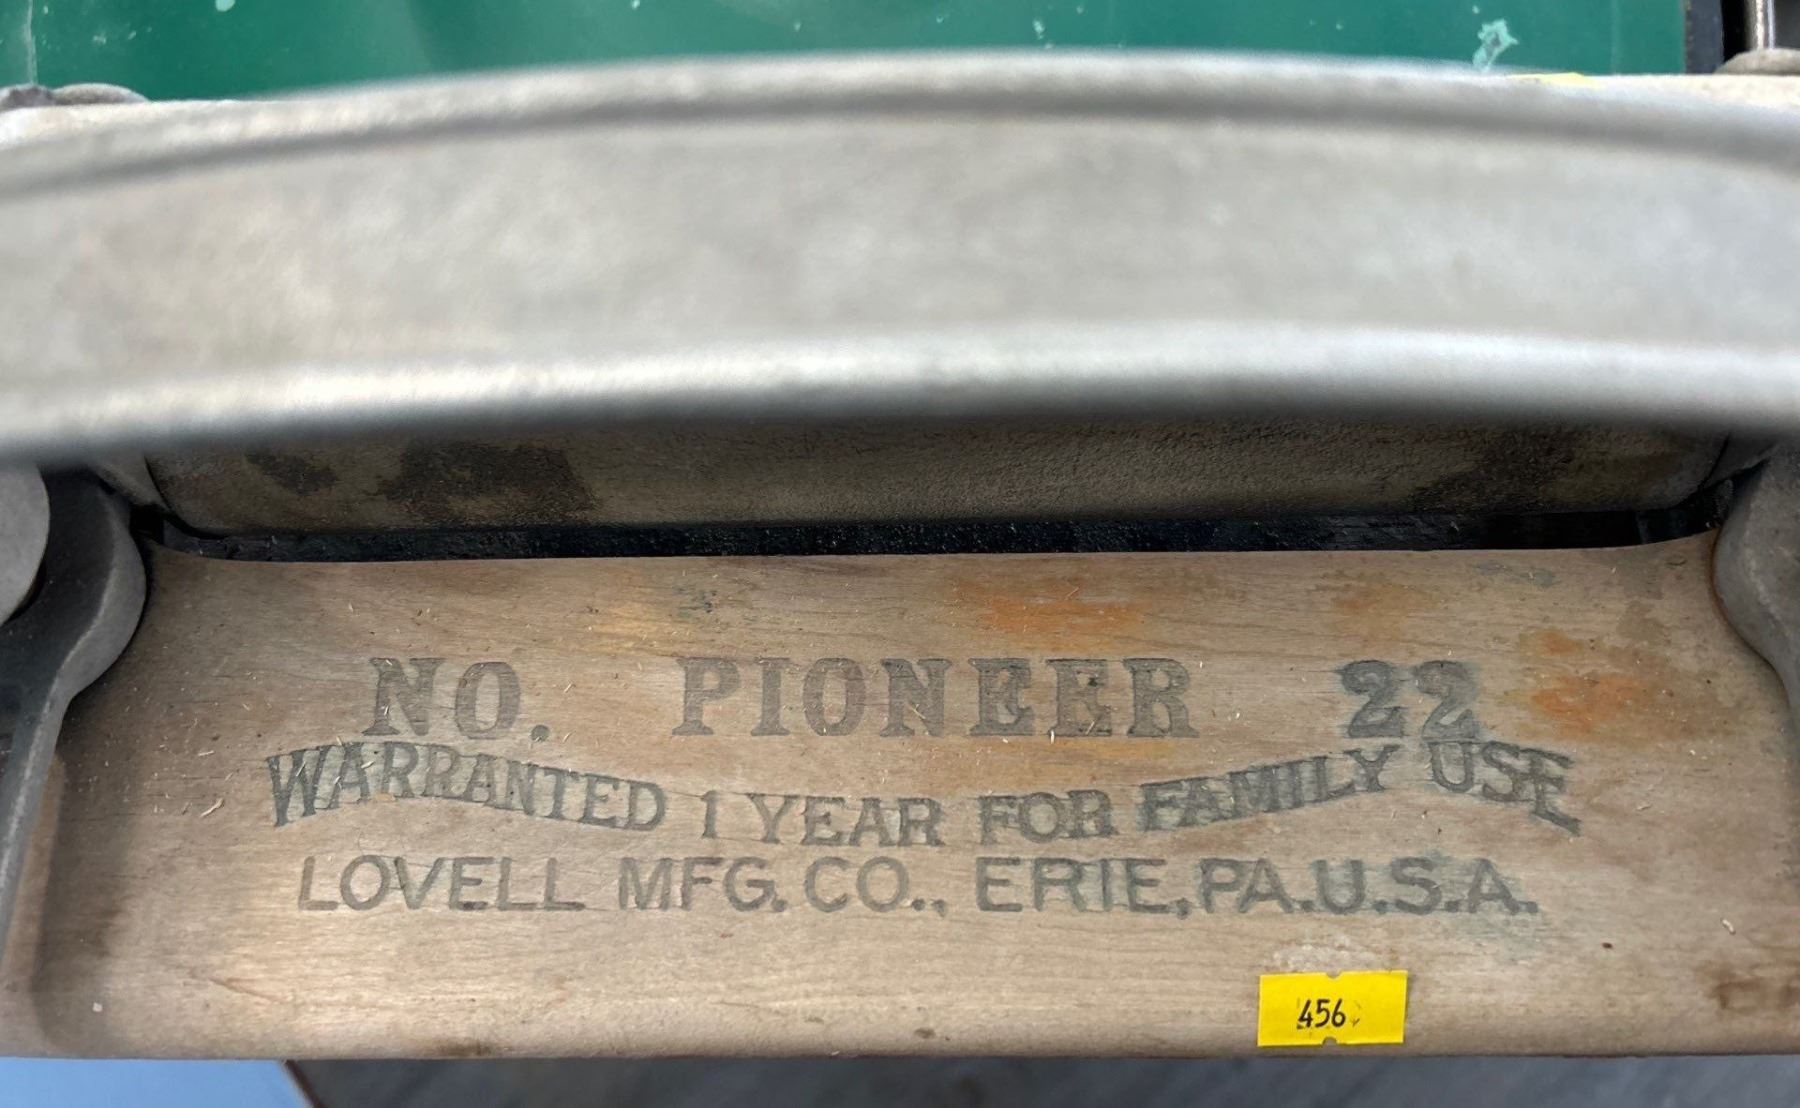 NO. PIONEER 22
WARRANTED 1 YEAR FOR FAMILY USE
LOVELL MFG. CO., ERIE, PA. U.S.A.
456